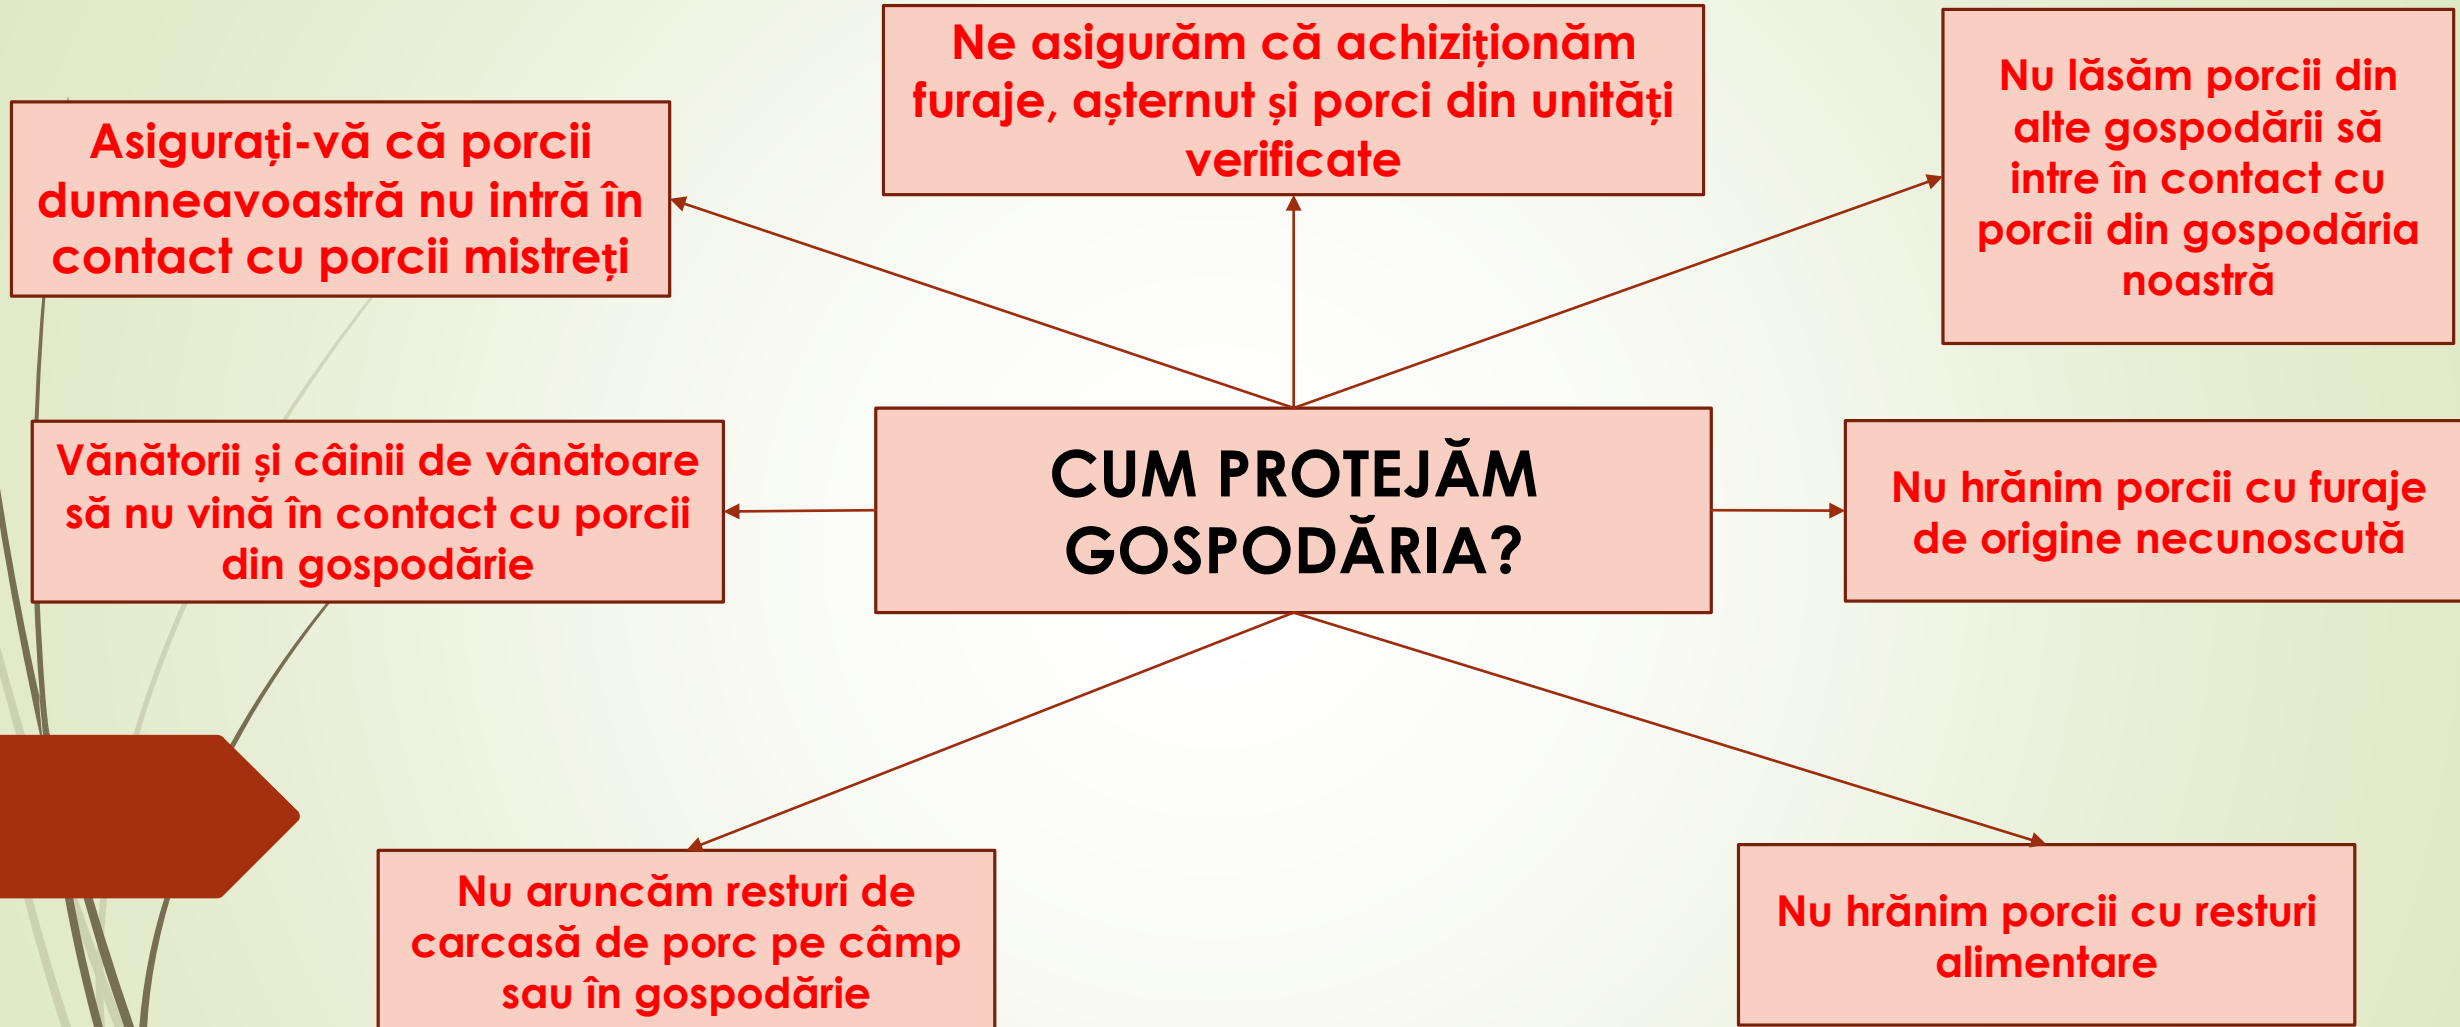 Ne asigurăm că achiziționăm
furaje, așternut și porci din unități
verificate
Nu lăsăm porcii din
alte gospodării să
intre în contact cu
porcii din gospodăria
noastră
Asigurați-vă că porcii
dumneavoastră nu intră în
contact cu porcii mistreți
CUM PROTEJĂM
GOSPODĂRIA?
Vănătorii și câinii de vânătoare
să nu vină în contact cu porcii
din gospodărie
Nu hrănim porcii cu furaje
de origine necunoscută
Nu aruncăm resturi de
carcasă de porc pe câmp
sau în gospodărie
Nu hrănim porcii cu resturi
alimentare